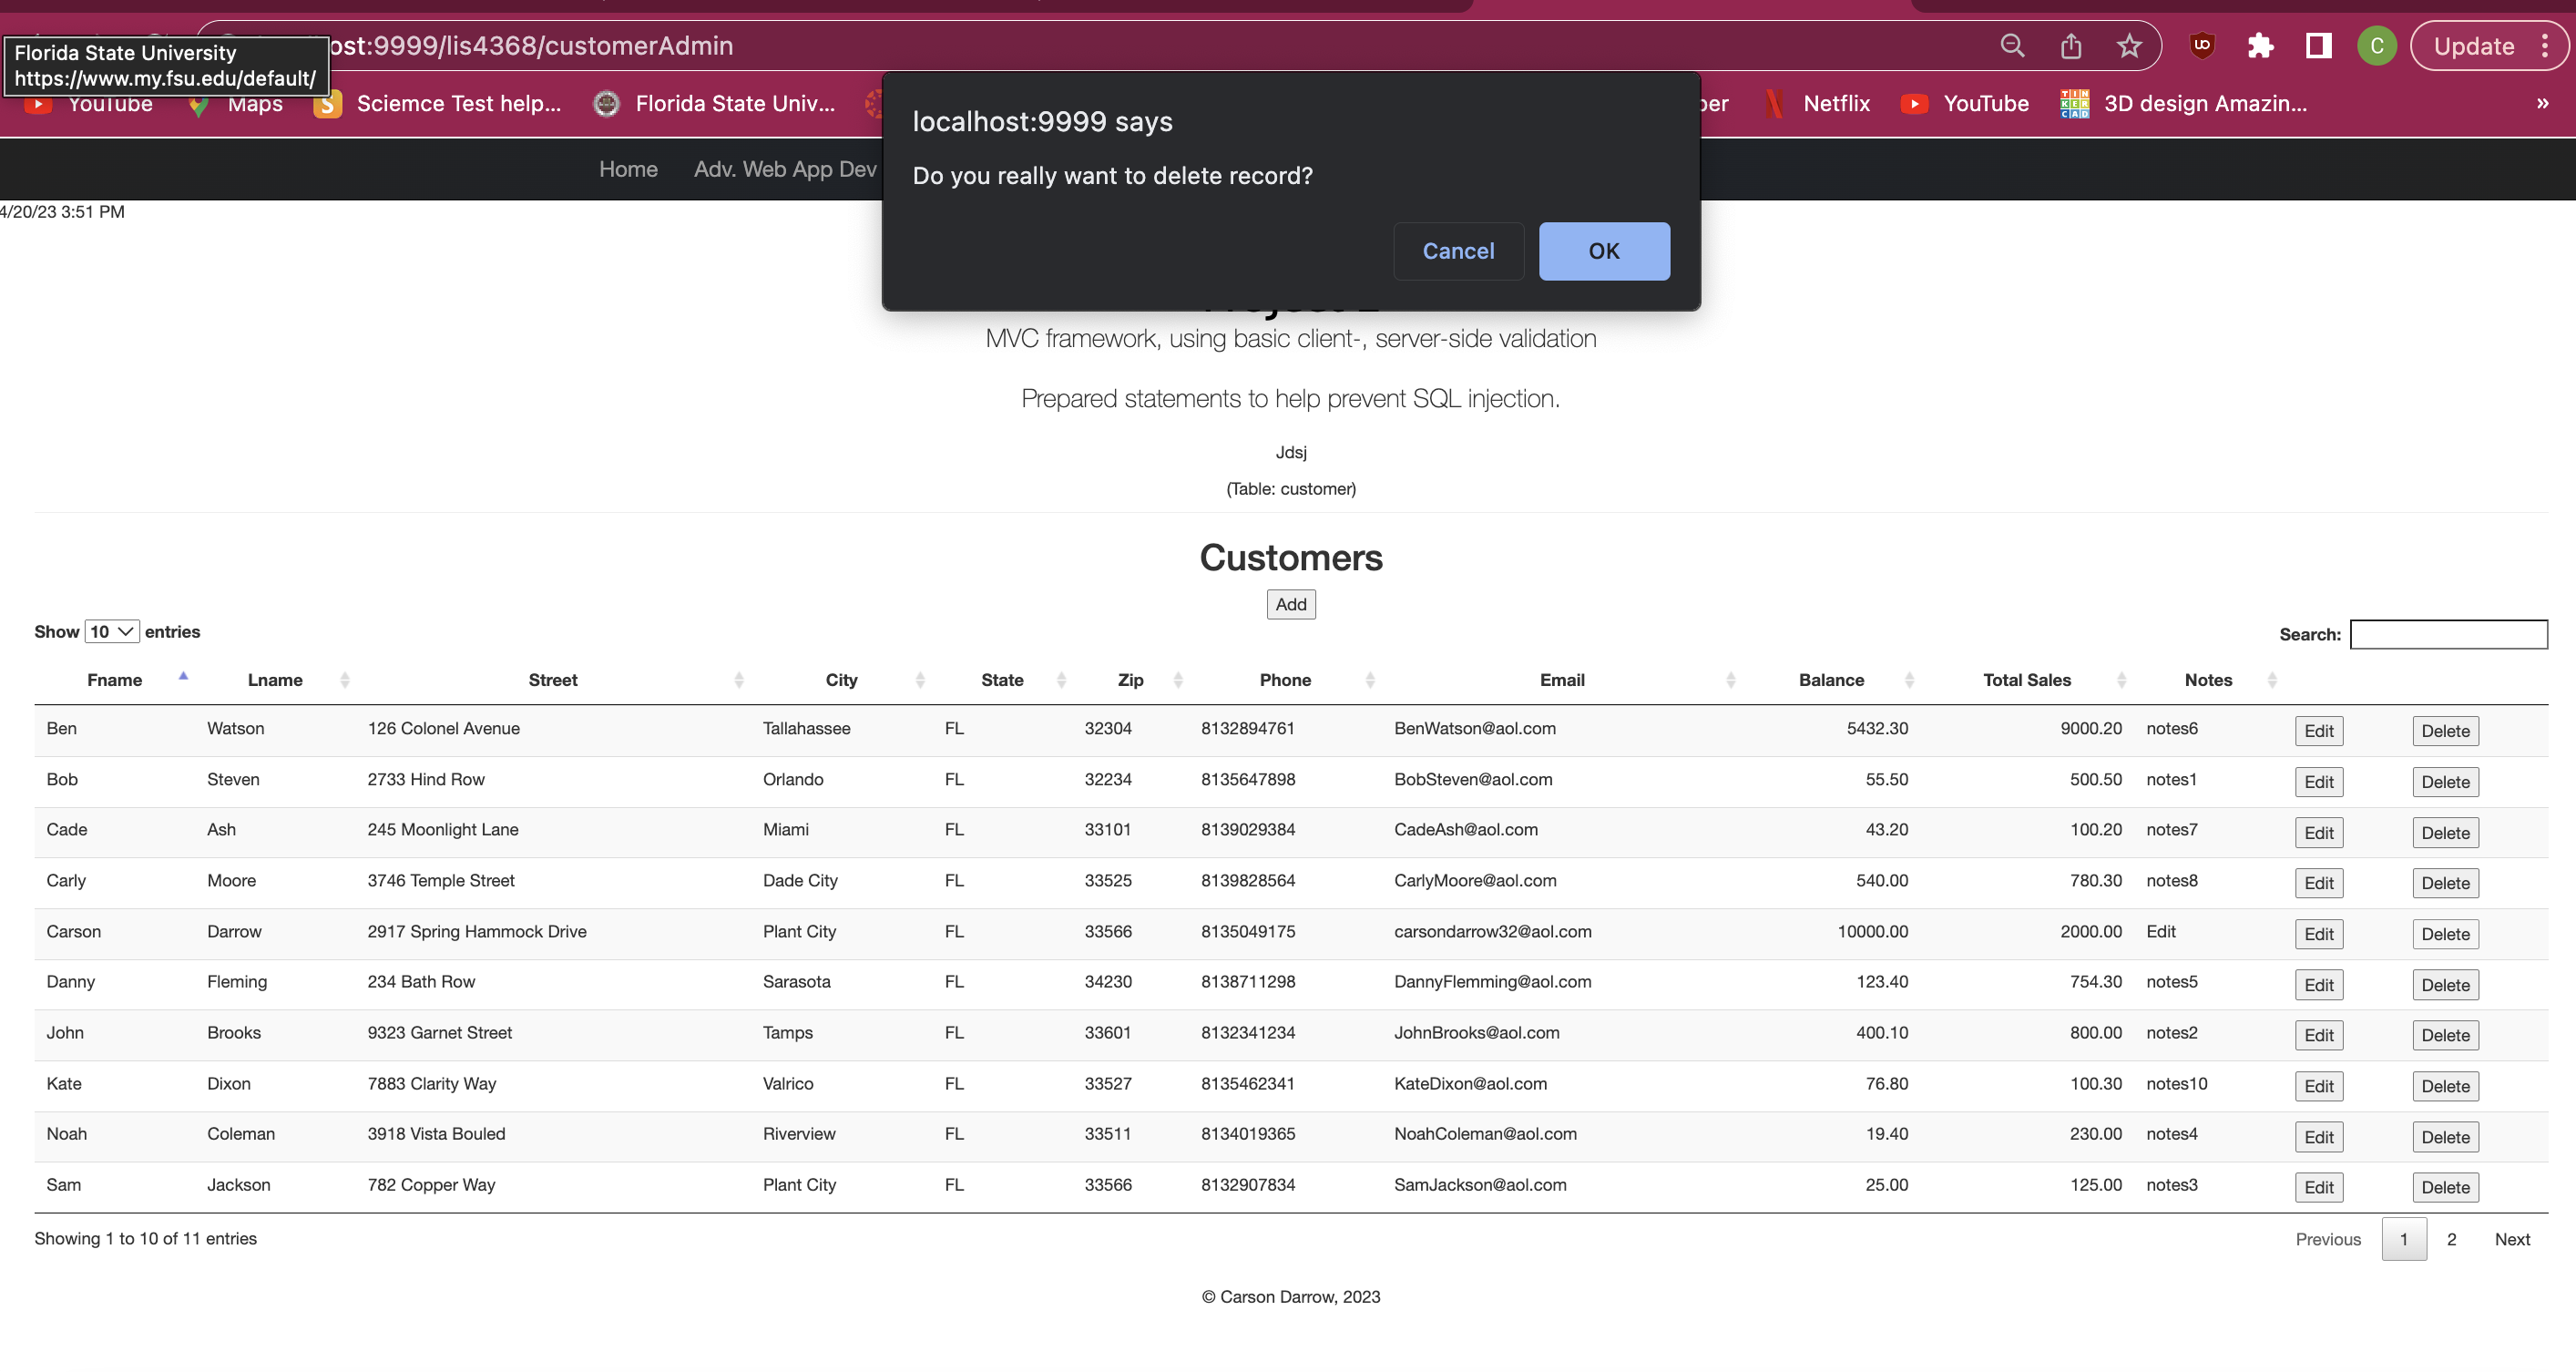 Florida State University
https://www.my.fsu.edu/default/
ost:9999/lis4368/customerAdmin
Update
YouTube
Maps
Sciemce Test help...
Florida State Univ...
Netflix
YouTube
3D design Amazin...
»
localhost:9999 says
Do you really want to delete record?
Cancel
OK
Home
Adv. Web App Dev
4/20/23 3:51 PM
MVC framework, using basic client-, server-side validation
Prepared statements to help prevent SQL injection.
Jdsj
(Table: customer)
Customers
Add
Show 10 entries
Search:
Fname Lname Street City State Zip Phone Email Balance Total Sales Notes
Ben Watson 126 Colonel Avenue Tallahassee FL 32304 8132894761 BenWatson@aol.com 5432.30 9000.20 notes6 Edit Delete
Bob Steven 2733 Hind Row Orlando FL 32234 8135647898 BobSteven@aol.com 55.50 500.50 notes1 Edit Delete
Cade Ash 245 Moonlight Lane Miami FL 33101 8139029384 CadeAsh@aol.com 43.20 100.20 notes7 Edit Delete
Carly Moore 3746 Temple Street Dade City FL 33525 8139828564 CarlyMoore@aol.com 540.00 780.30 notes8 Edit Delete
Carson Darrow 2917 Spring Hammock Drive Plant City FL 33566 8135049175 carsondarrow32@aol.com 10000.00 2000.00 Edit Edit Delete
Danny Fleming 234 Bath Row Sarasota FL 34230 8138711298 DannyFlemming@aol.com 123.40 754.30 notes5 Edit Delete
John Brooks 9323 Garnet Street Tamps FL 33601 8132341234 JohnBrooks@aol.com 400.10 800.00 notes2 Edit Delete
Kate Dixon 7883 Clarity Way Valrico FL 33527 8135462341 KateDixon@aol.com 76.80 100.30 notes10 Edit Delete
Noah Coleman 3918 Vista Bouled Riverview FL 33511 8134019365 NoahColeman@aol.com 19.40 230.00 notes4 Edit Delete
Sam Jackson 782 Copper Way Plant City FL 33566 8132907834 SamJackson@aol.com 25.00 125.00 notes3 Edit Delete
Showing 1 to 10 of 11 entries
Previous 1 2 Next
© Carson Darrow, 2023